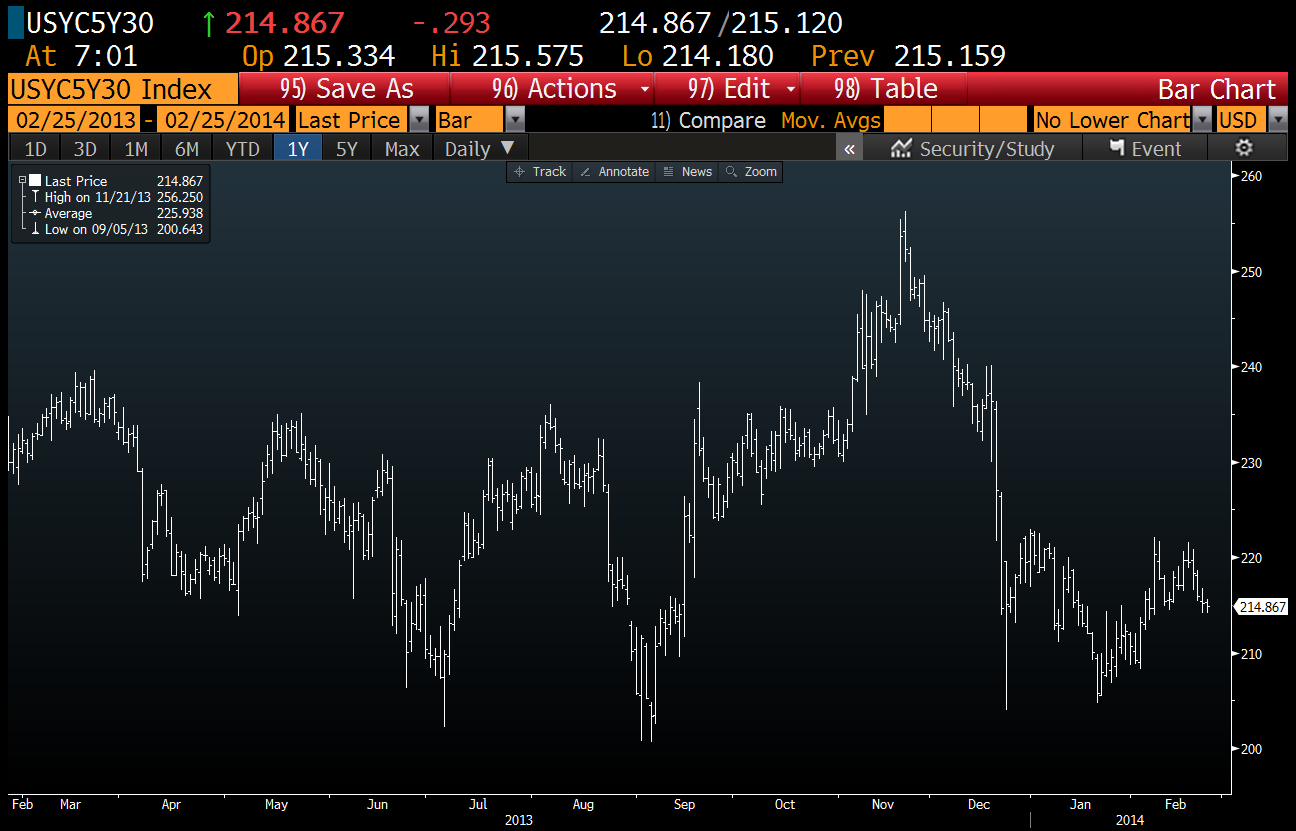 USYC5Y30 ↑ 214.867 -.293 214.867/215.120
At 7:01 Op 215.334 Hi 215.575 Lo 214.180 Prev 215.159
USYC5Y30 Index 95) Save As 96) Actions 97) Edit 98) Table Bar Chart
02/25/2013 - 02/25/2014 Last Price Bar 11) Compare Mov. Avgs No Lower Chart USD
1D 3D 1M 6M YTD 1Y 5Y Max Daily ▼ « Security/Study Event
Track Annotate News Zoom
Last Price 214.867
High on 11/21/13 256.250
Average 225.938
Low on 09/05/13 200.643
260
250
240
230
220
214.867
210
200
Feb Mar Apr May Jun Jul Aug Sep Oct Nov Dec Jan Feb
2013 2014